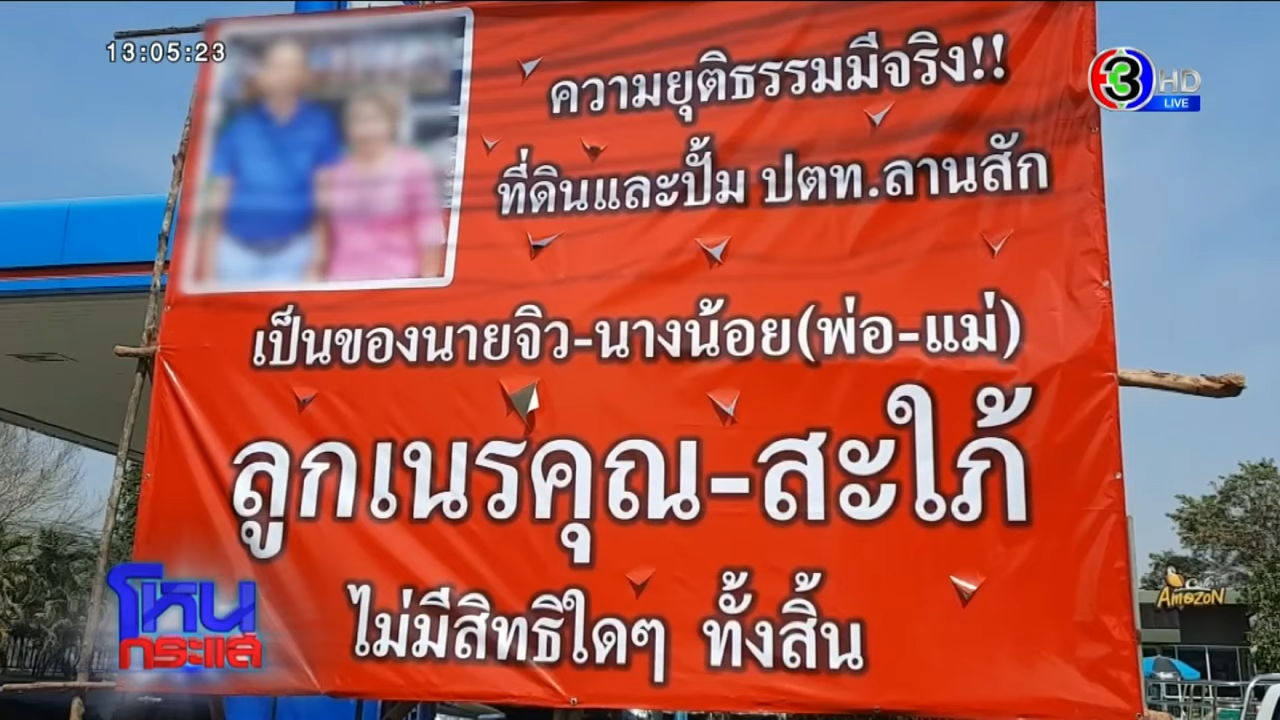 13:05:23
3 HD
LIVE
ความยุติธรรมมีจริง!!
ที่ดินและปั้ม ปตท.ลานสัก
เป็นของนายจิว-นางน้อย(พ่อ-แม่)
ลูกเนรคุณ-สะใภ้
ไม่มีสิทธิใดๆ ทั้งสิ้น
โหน
กระแส
Café
AMAZON